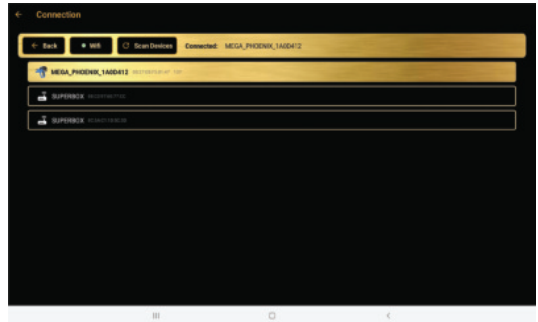 Connection
Back Wifi Scan Devices Connected: MEGA_PHOENIX_1A0D412
MEGA_PHOENIX_1A0D412
SUPERBOX
SUPERBOX